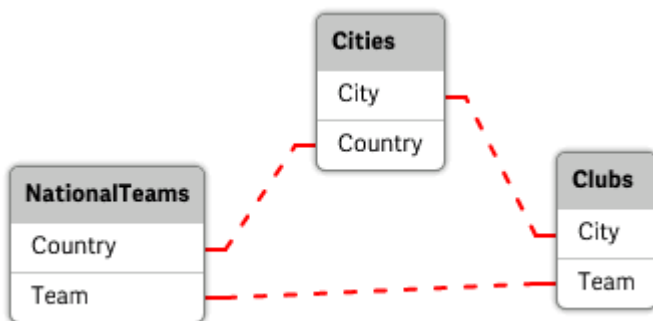 Cities
City
Country
NationalTeams
Country
Team
Clubs
City
Team